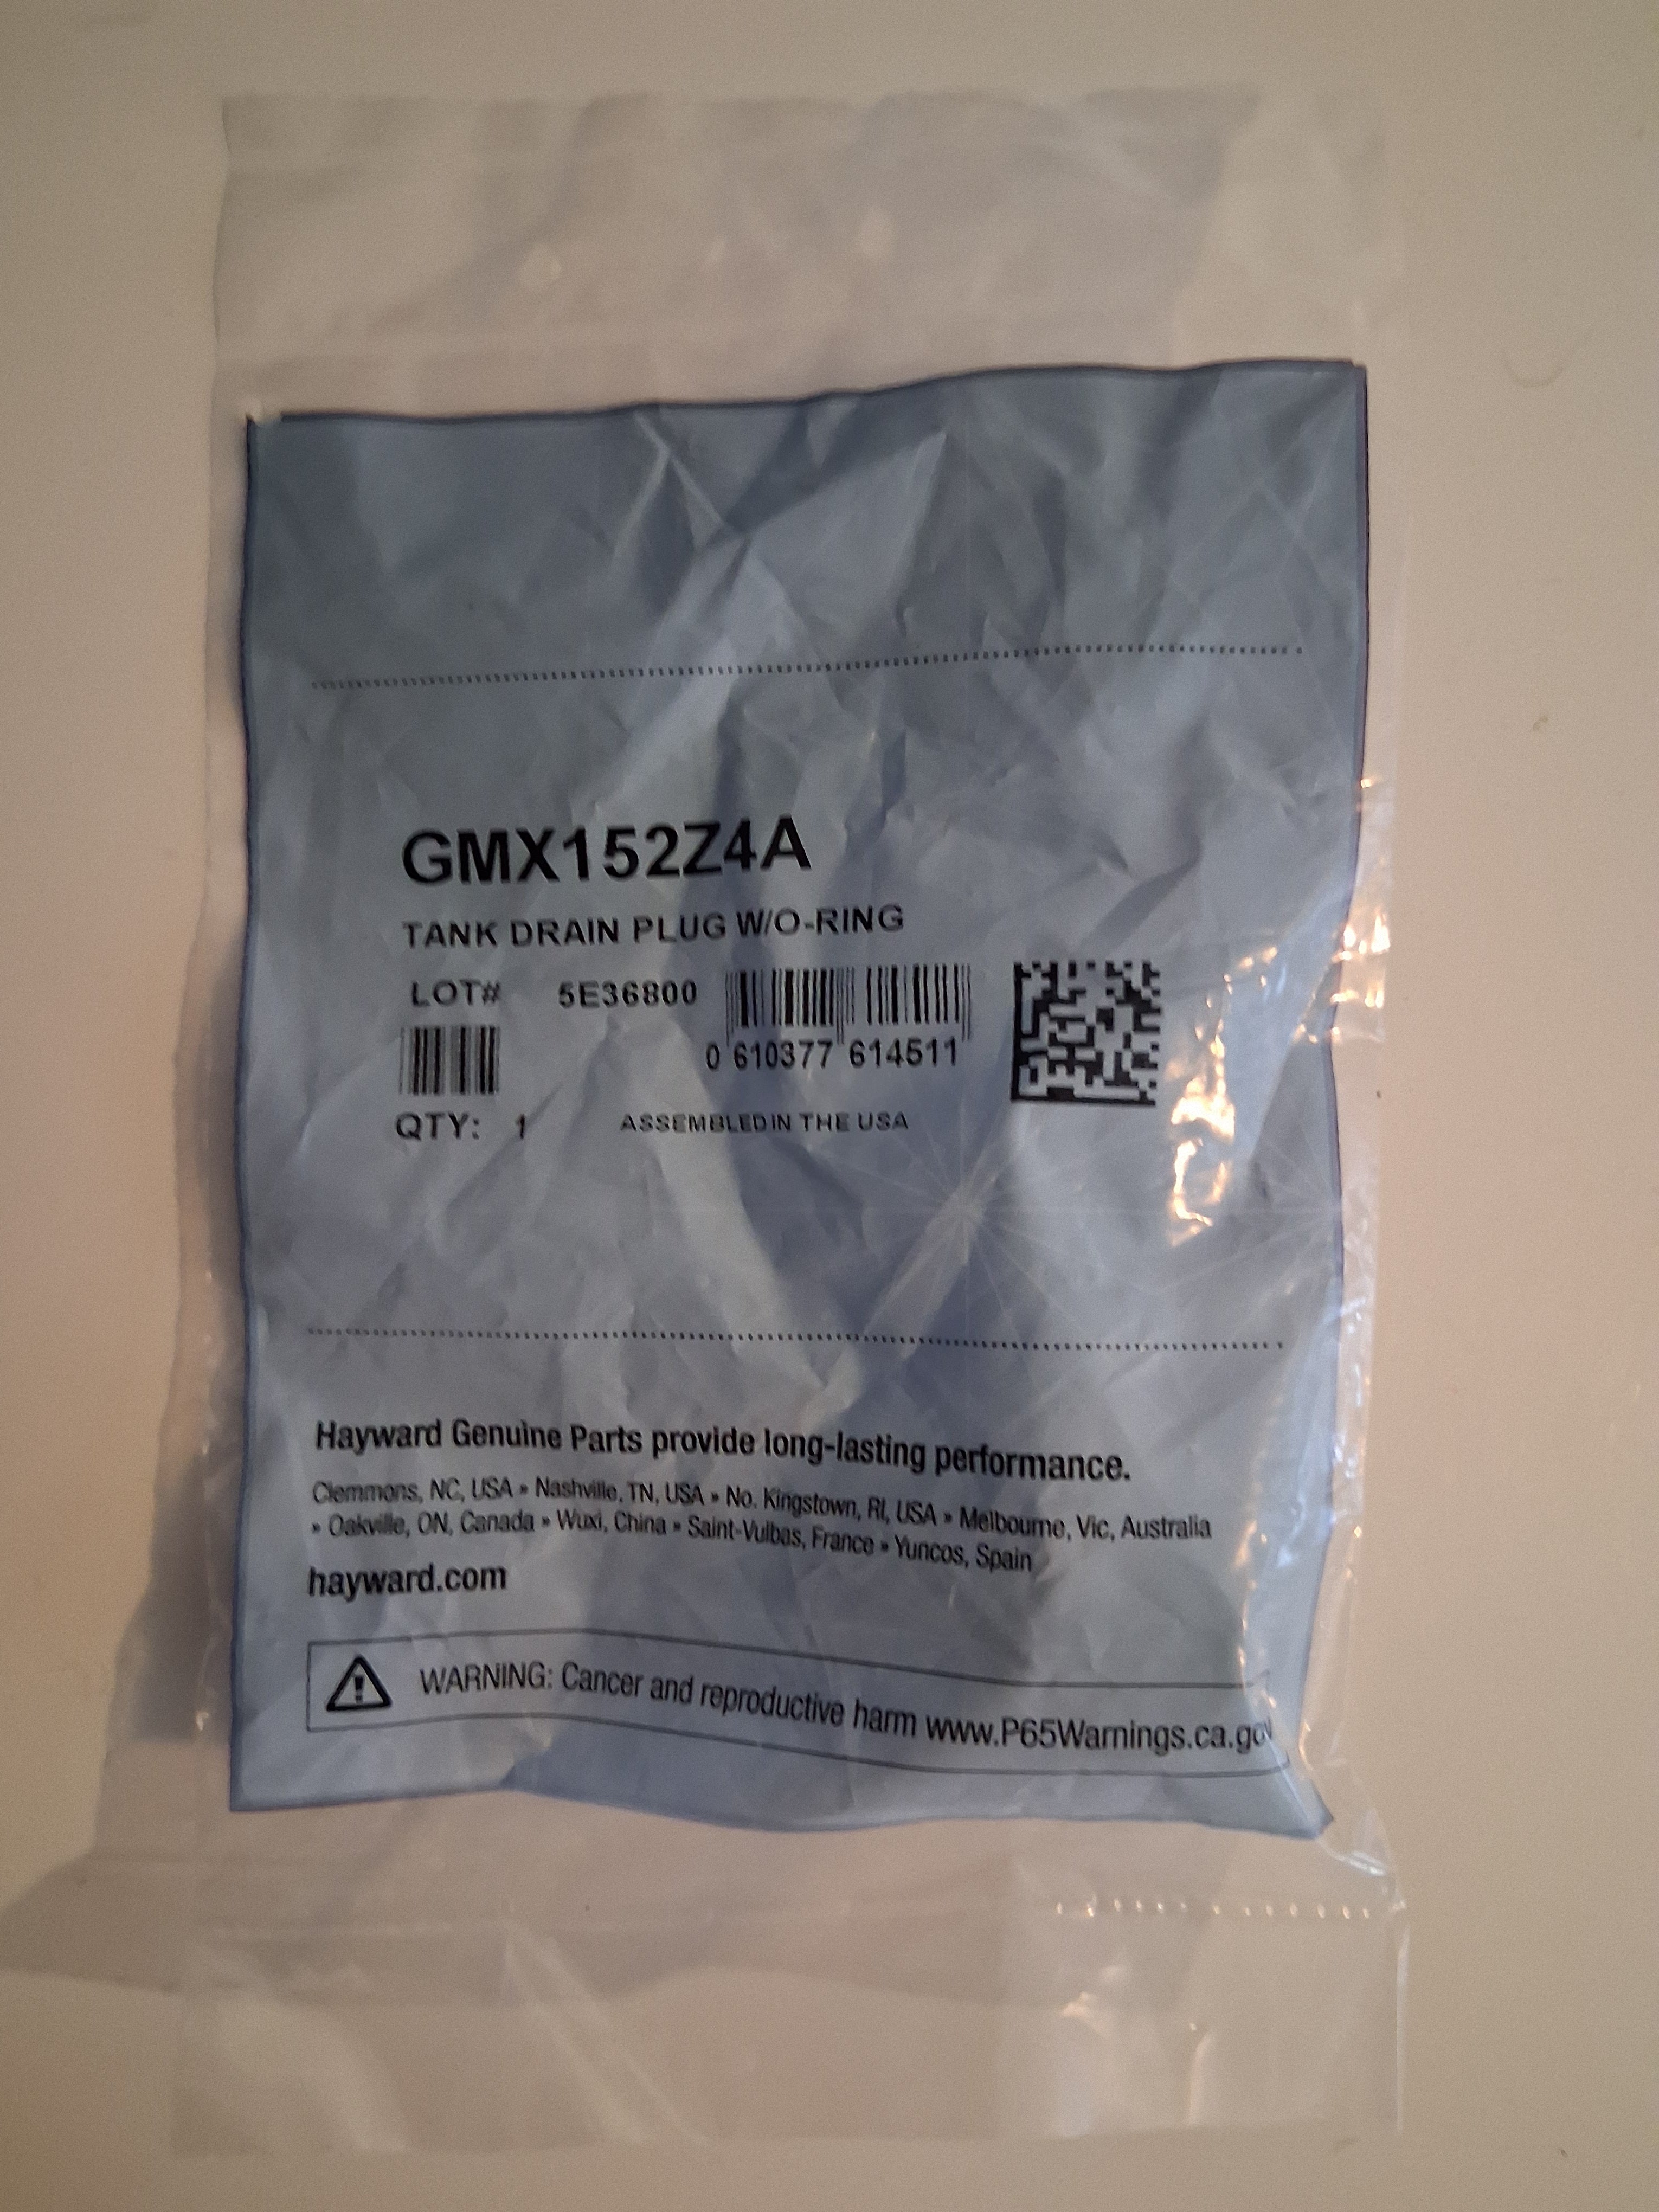 GMX152Z4A
TANK DRAIN PLUG W/O-RING
LOT# 5E36800
0 610377 614511
QTY: 1 ASSEMBLED IN THE USA
Hayward Genuine Parts provide long-lasting performance.
Clemmons, NC, USA » Nashville, TN, USA » No. Kingstown, RI, USA » Melbourne, Vic, Australia
» Oakville, ON, Canada » Wuxi, China » Saint-Vulbas, France » Yuncos, Spain
hayward.com
WARNING: Cancer and reproductive harm www.P65Warnings.ca.gov